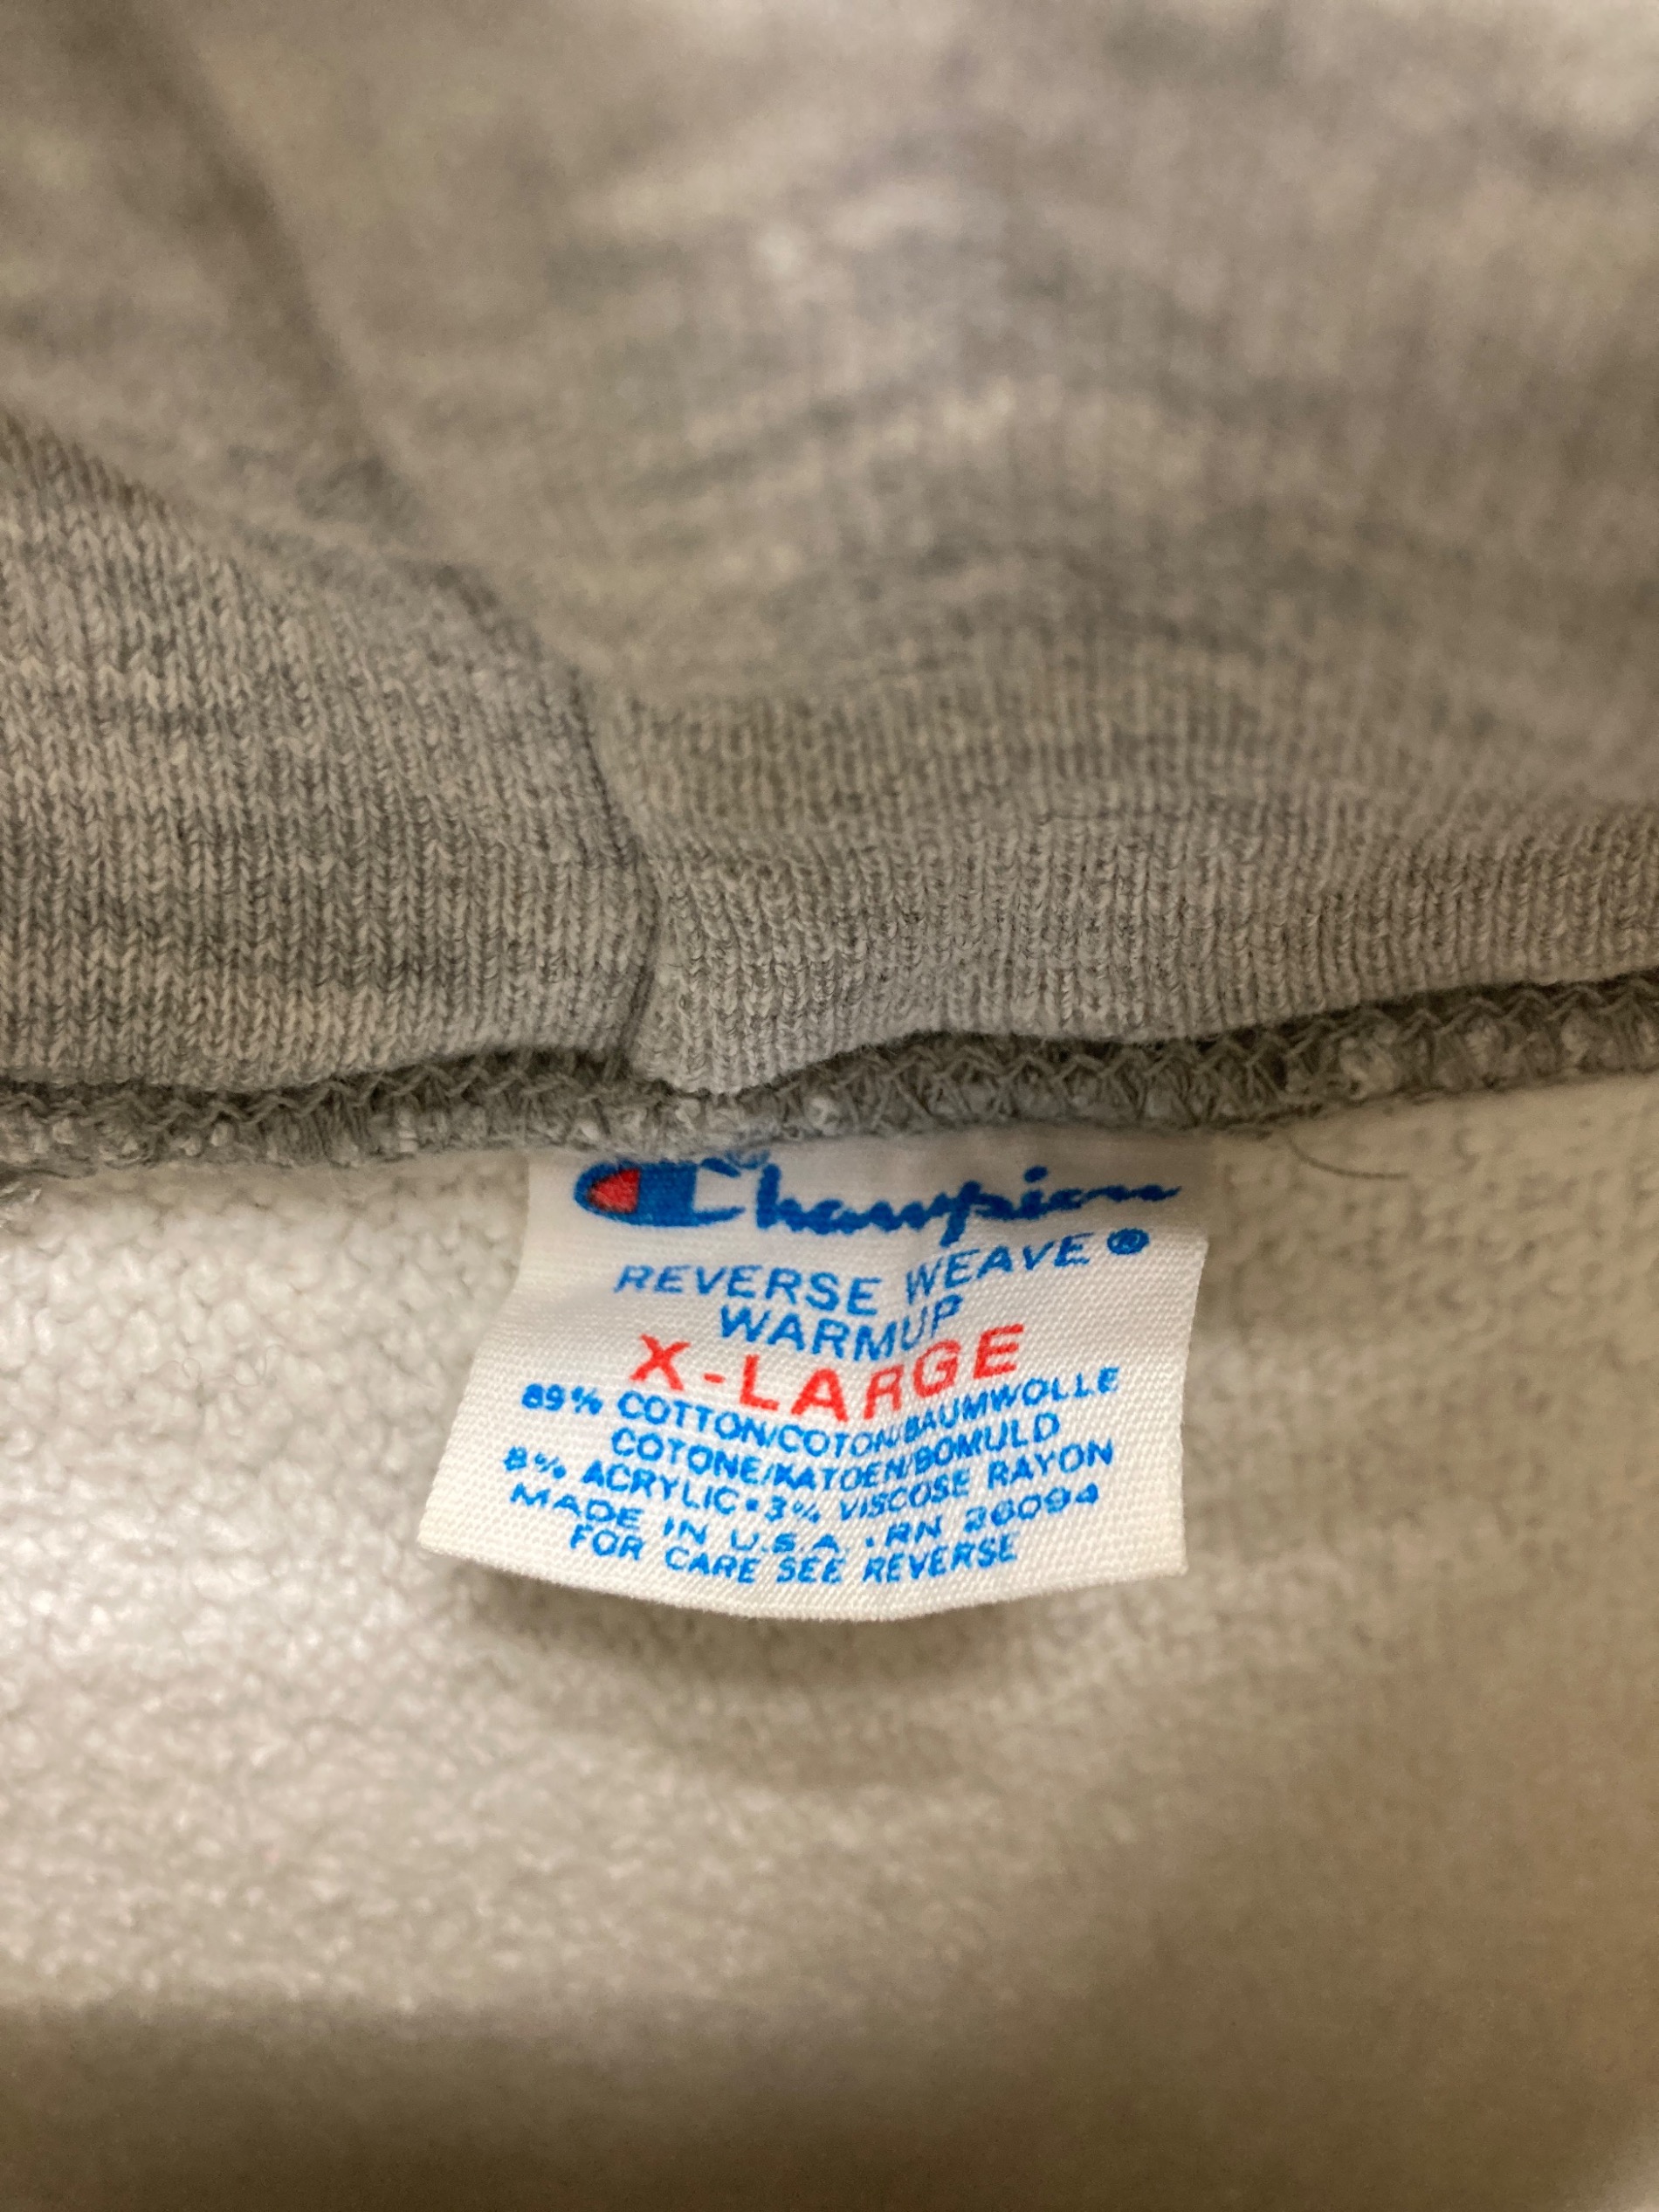 Champion®
REVERSE WEAVE®
WARMUP
X-LARGE
89% COTTON/COTON/BAUMWOLLE
COTONE/KATOEN/BOMULD
8% ACRYLIC•3% VISCOSE RAYON
MADE IN U.S.A. • RN 26094
FOR CARE SEE REVERSE